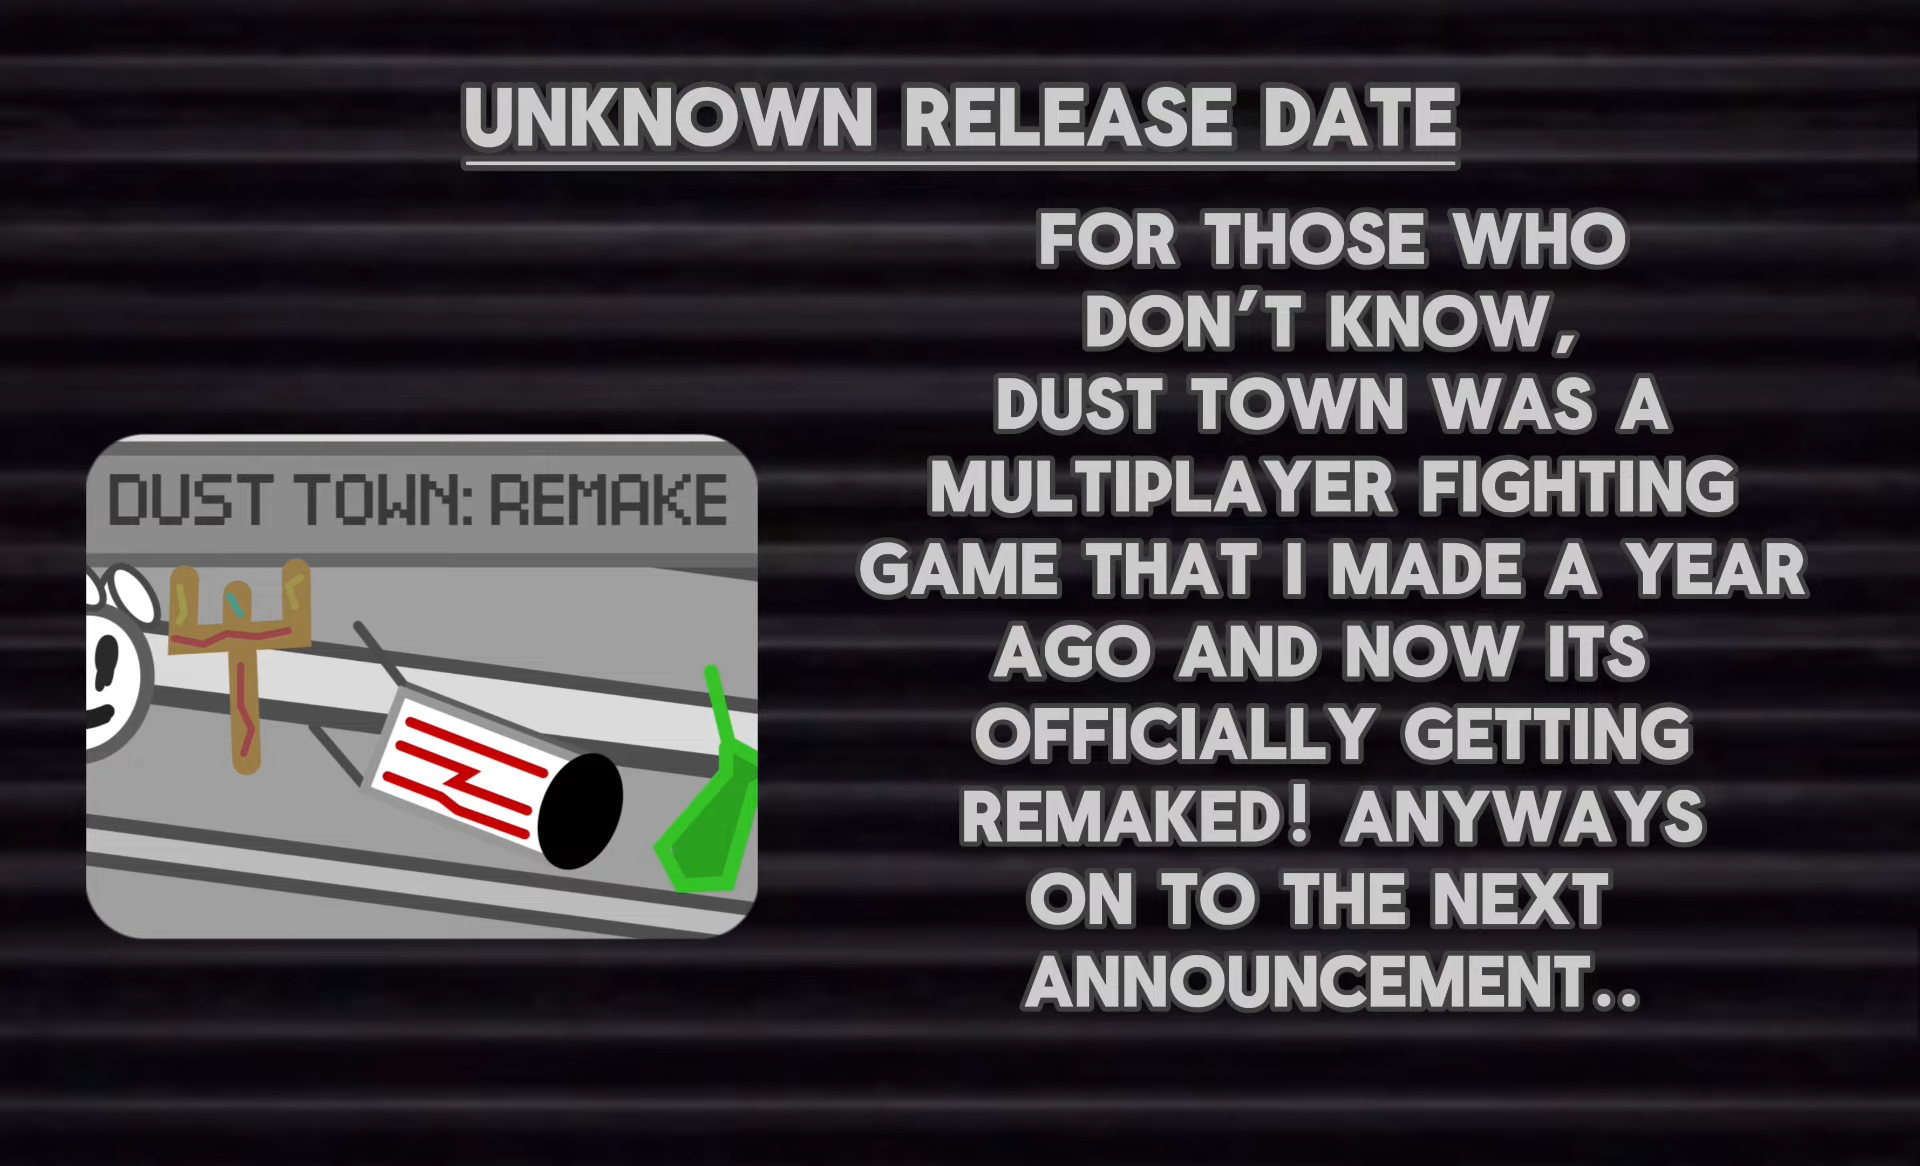 UNKNOWN RELEASE DATE
FOR THOSE WHO
DON'T KNOW,
DUST TOWN WAS A
MULTIPLAYER FIGHTING
GAME THAT I MADE A YEAR
AGO AND NOW ITS
OFFICIALLY GETTING
REMAKED! ANYWAYS
ON TO THE NEXT
ANNOUNCEMENT..
DUST TOWN: REMAKE